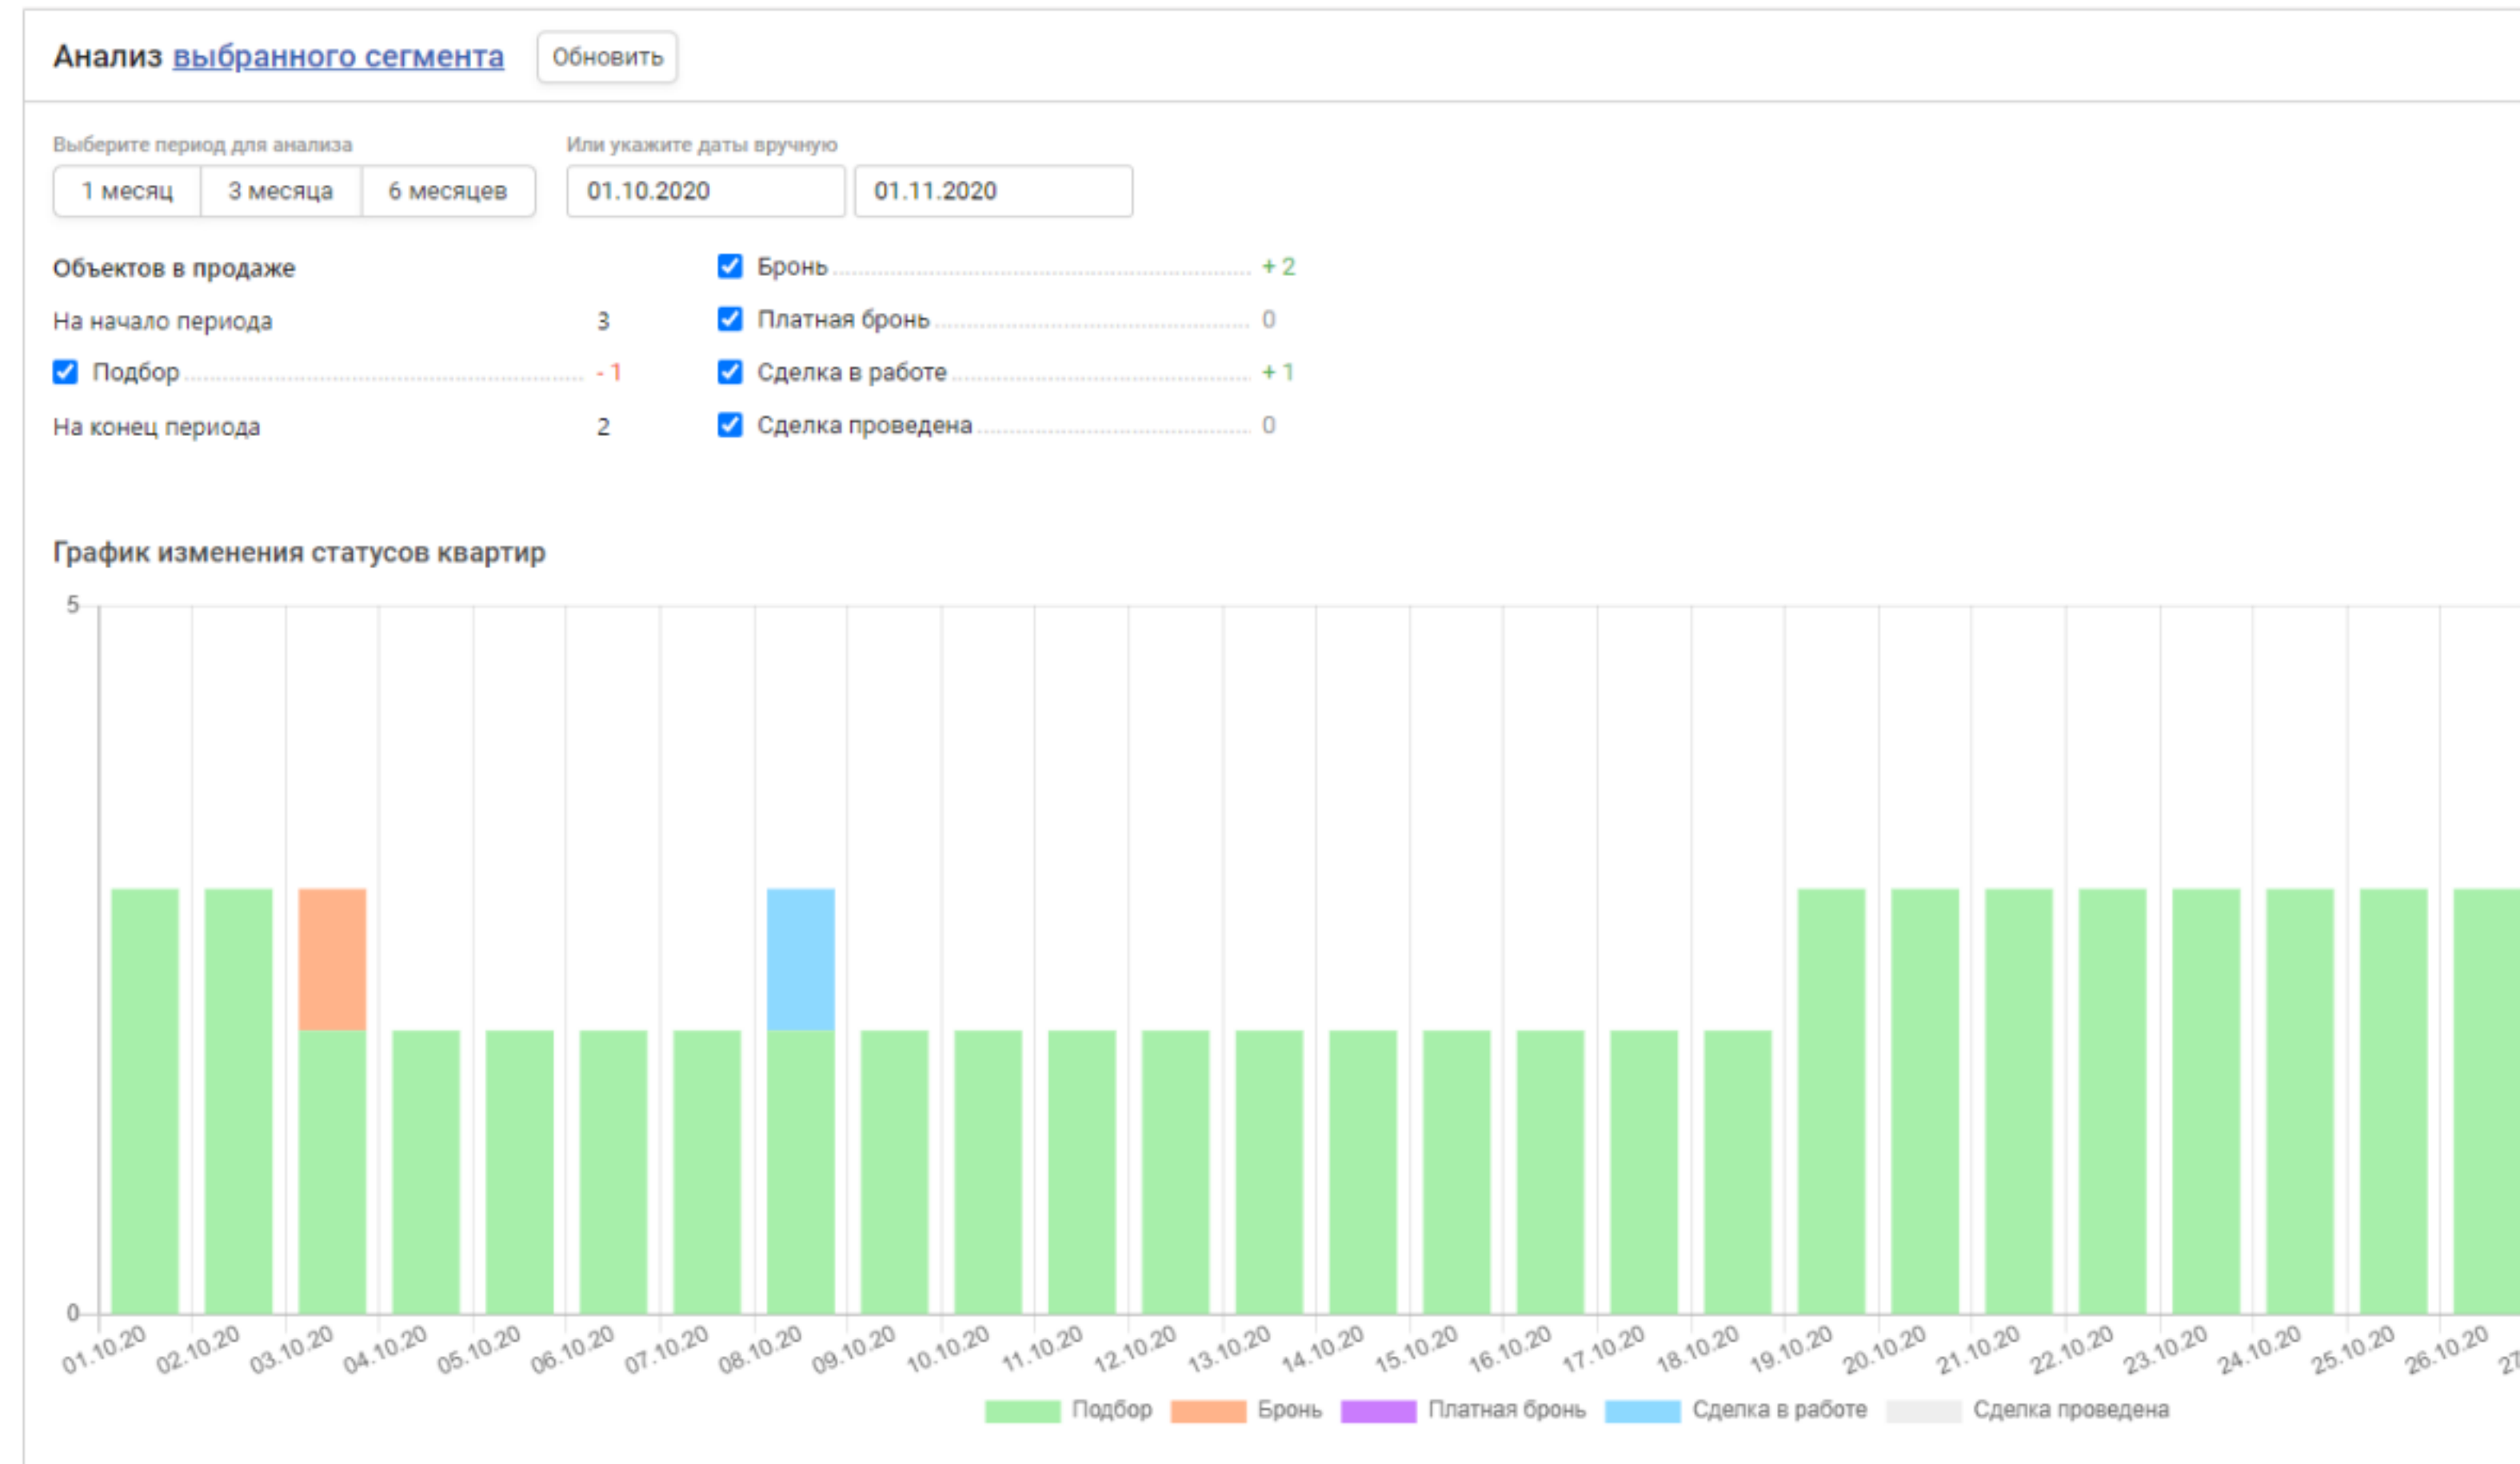 Анализ выбранного сегмента Обновить
Выберите период для анализа Или укажите даты вручную
1 месяц 3 месяца 6 месяцев 01.10.2020 01.11.2020
Объектов в продаже Бронь + 2
На начало периода 3 Платная бронь 0
Подбор - 1 Сделка в работе + 1
На конец периода 2 Сделка проведена 0
График изменения статусов квартир
5
0
01.10.20 02.10.20 03.10.20 04.10.20 05.10.20 06.10.20 07.10.20 08.10.20 09.10.20 10.10.20 11.10.20 12.10.20 13.10.20 14.10.20 15.10.20 16.10.20 17.10.20 18.10.20 19.10.20 20.10.20 21.10.20 22.10.20 23.10.20 24.10.20 25.10.20 26.10.20 27
Подбор Бронь Платная бронь Сделка в работе Сделка проведена